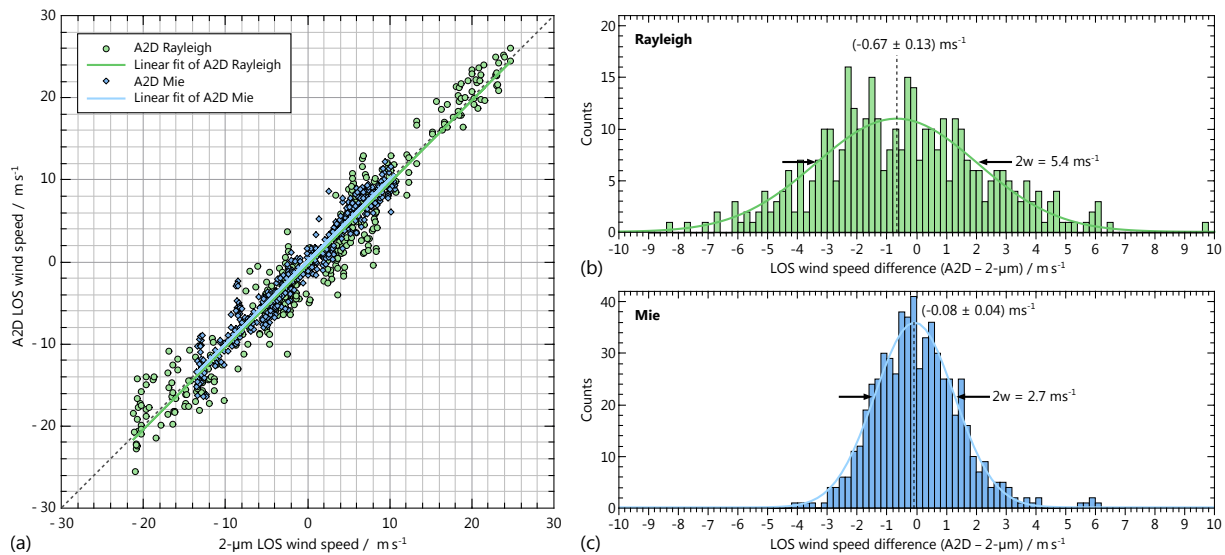 A2D Rayleigh
Linear fit of A2D Rayleigh
A2D Mie
Linear fit of A2D Mie
30
20
10
0
- 10
- 20
- 30
A2D LOS wind speed / m s-1
- 30 - 20 - 10 0 10 20 30
2-µm LOS wind speed / m s-1
(a)
Rayleigh
(-0.67 ± 0.13) ms-1
2w = 5.4 ms-1
20
15
10
5
0
Counts
-10 -9 -8 -7 -6 -5 -4 -3 -2 -1 0 1 2 3 4 5 6 7 8 9 10
LOS wind speed difference (A2D – 2-µm) / m s-1
(b)
Mie
(-0.08 ± 0.04) ms-1
2w = 2.7 ms-1
40
30
20
10
0
Counts
-10 -9 -8 -7 -6 -5 -4 -3 -2 -1 0 1 2 3 4 5 6 7 8 9 10
LOS wind speed difference (A2D – 2-µm) / m s-1
(c)